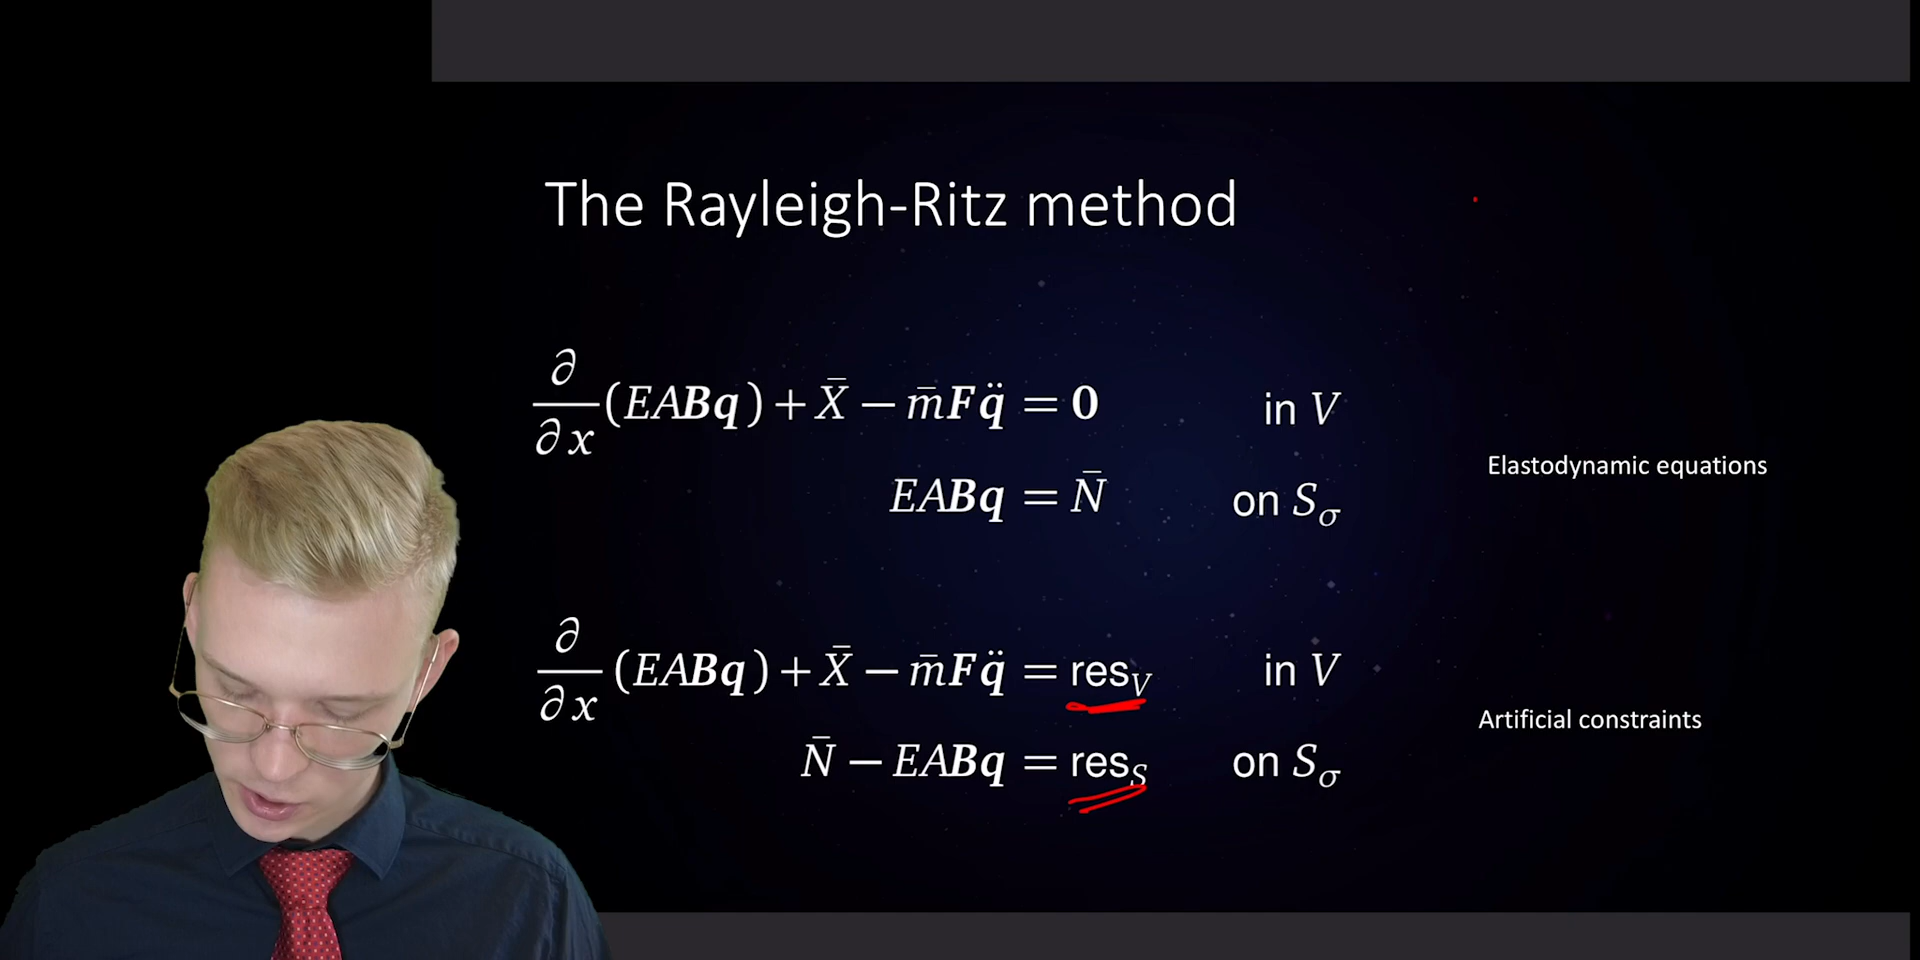 The Rayleigh-Ritz method
∂/∂x (EABq) + X̄ − m̄Fq̈ = 0 in V
Elastodynamic equations
EABq = N̄ on S_σ
∂/∂x (EABq) + X̄ − m̄Fq̈ = res_V in V
Artificial constraints
N̄ − EABq = res_S on S_σ